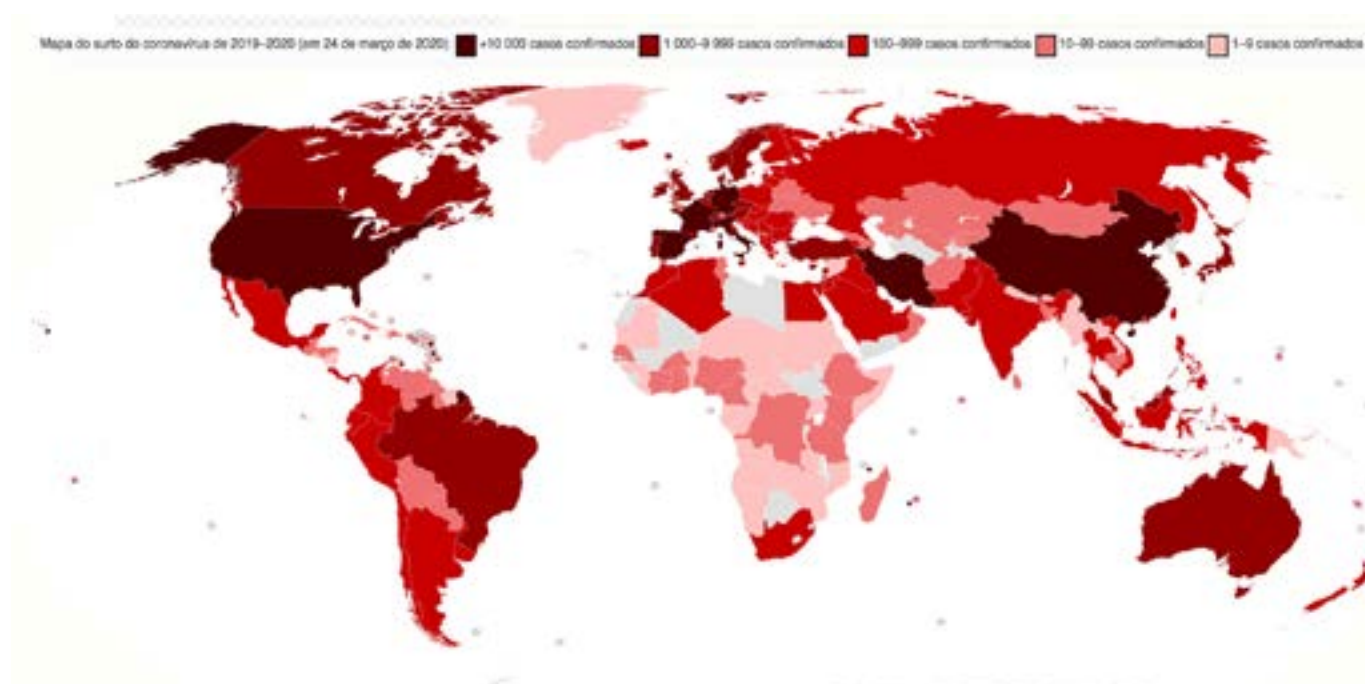 Mapa do surto do coronavírus de 2019–2020 (em 24 de março de 2020): +10 000 casos confirmados 1 000–9 999 casos confirmados 100–999 casos confirmados 10–99 casos confirmados 1–9 casos confirmados